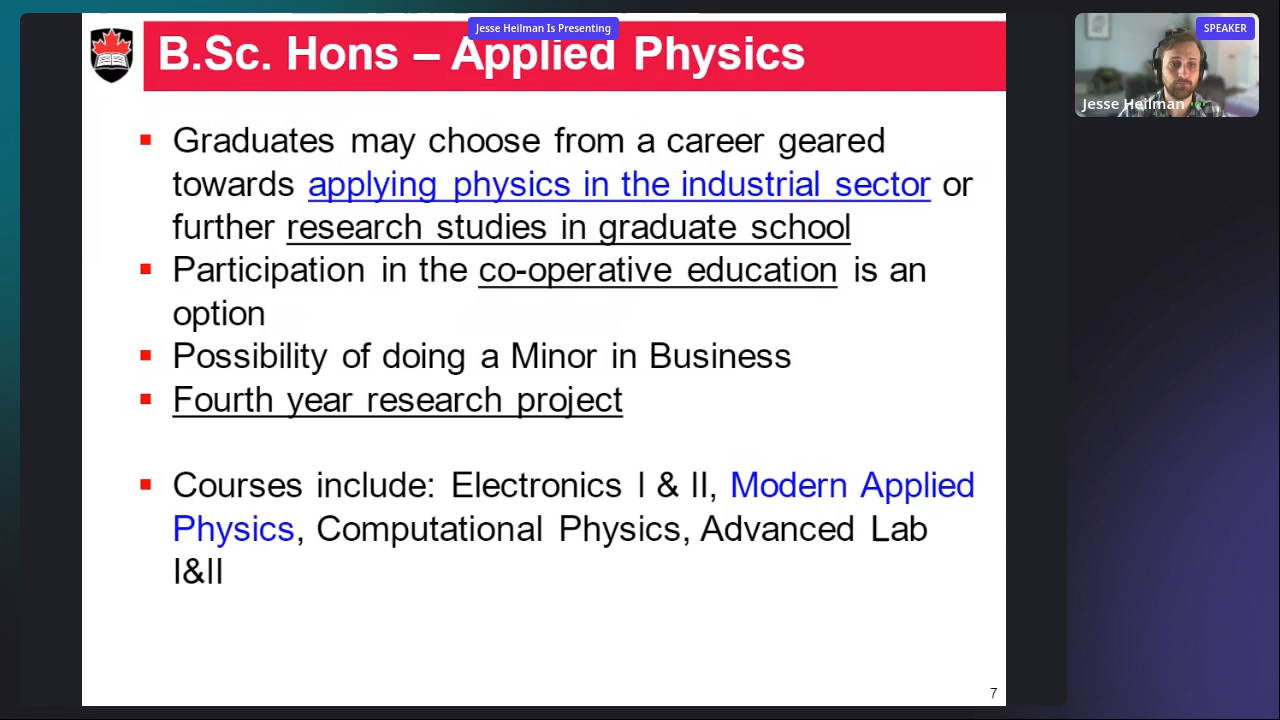 Jesse Heilman Is Presenting
B.Sc. Hons – Applied Physics
SPEAKER
Jesse Heilman
Graduates may choose from a career geared
towards applying physics in the industrial sector or
further research studies in graduate school
Participation in the co-operative education is an
option
Possibility of doing a Minor in Business
Fourth year research project
Courses include: Electronics I & II, Modern Applied
Physics, Computational Physics, Advanced Lab
I&II
7